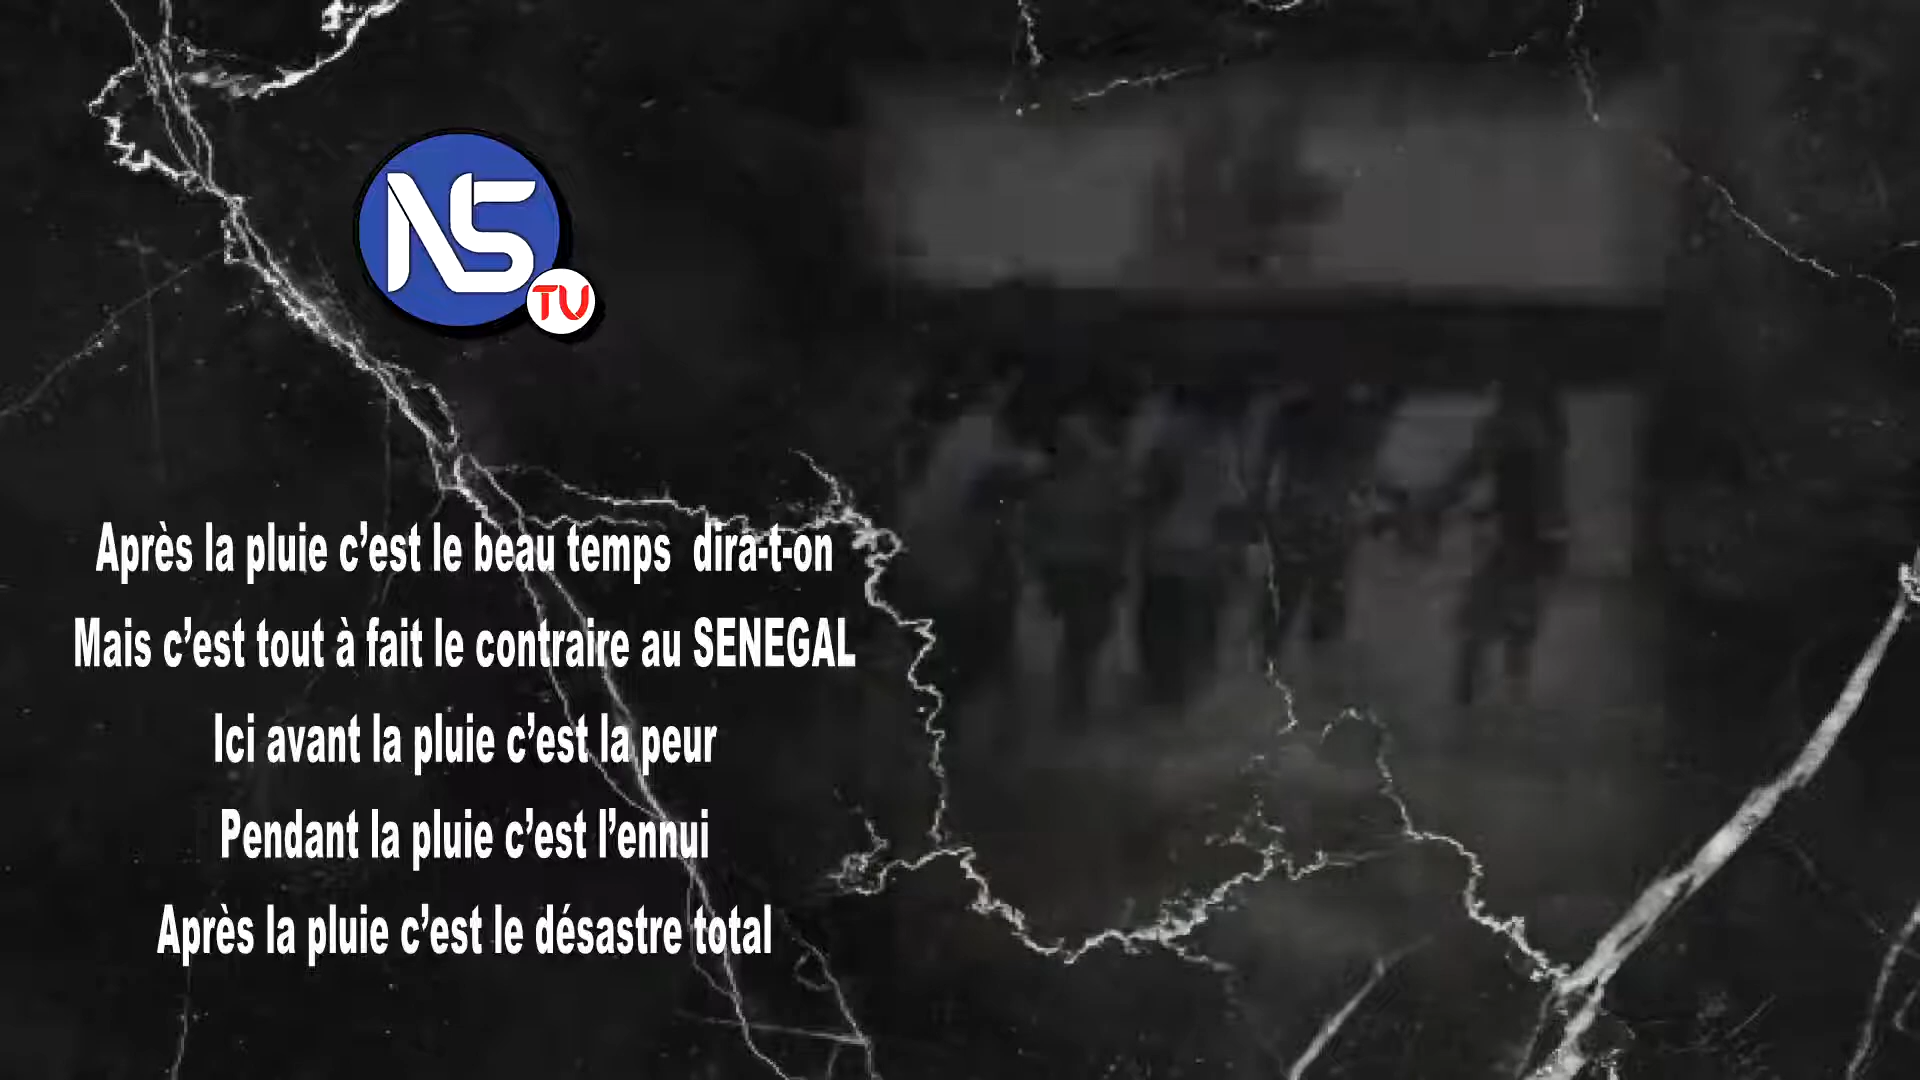 NS
TV
Après la pluie c’est le beau temps  dira-t-on
Mais c’est tout à fait le contraire au SENEGAL
Ici avant la pluie c’est la peur
Pendant la pluie c’est l’ennui
Après la pluie c’est le désastre total